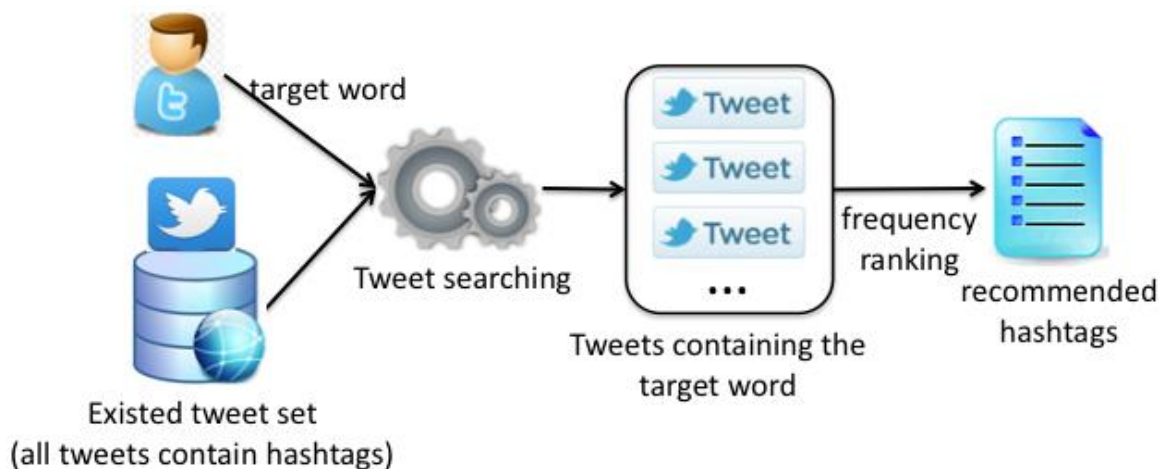 target word
Tweet
Tweet
Tweet
...
Tweet searching
frequency
ranking
recommended
hashtags
Tweets containing the
target word
Existed tweet set
(all tweets contain hashtags)